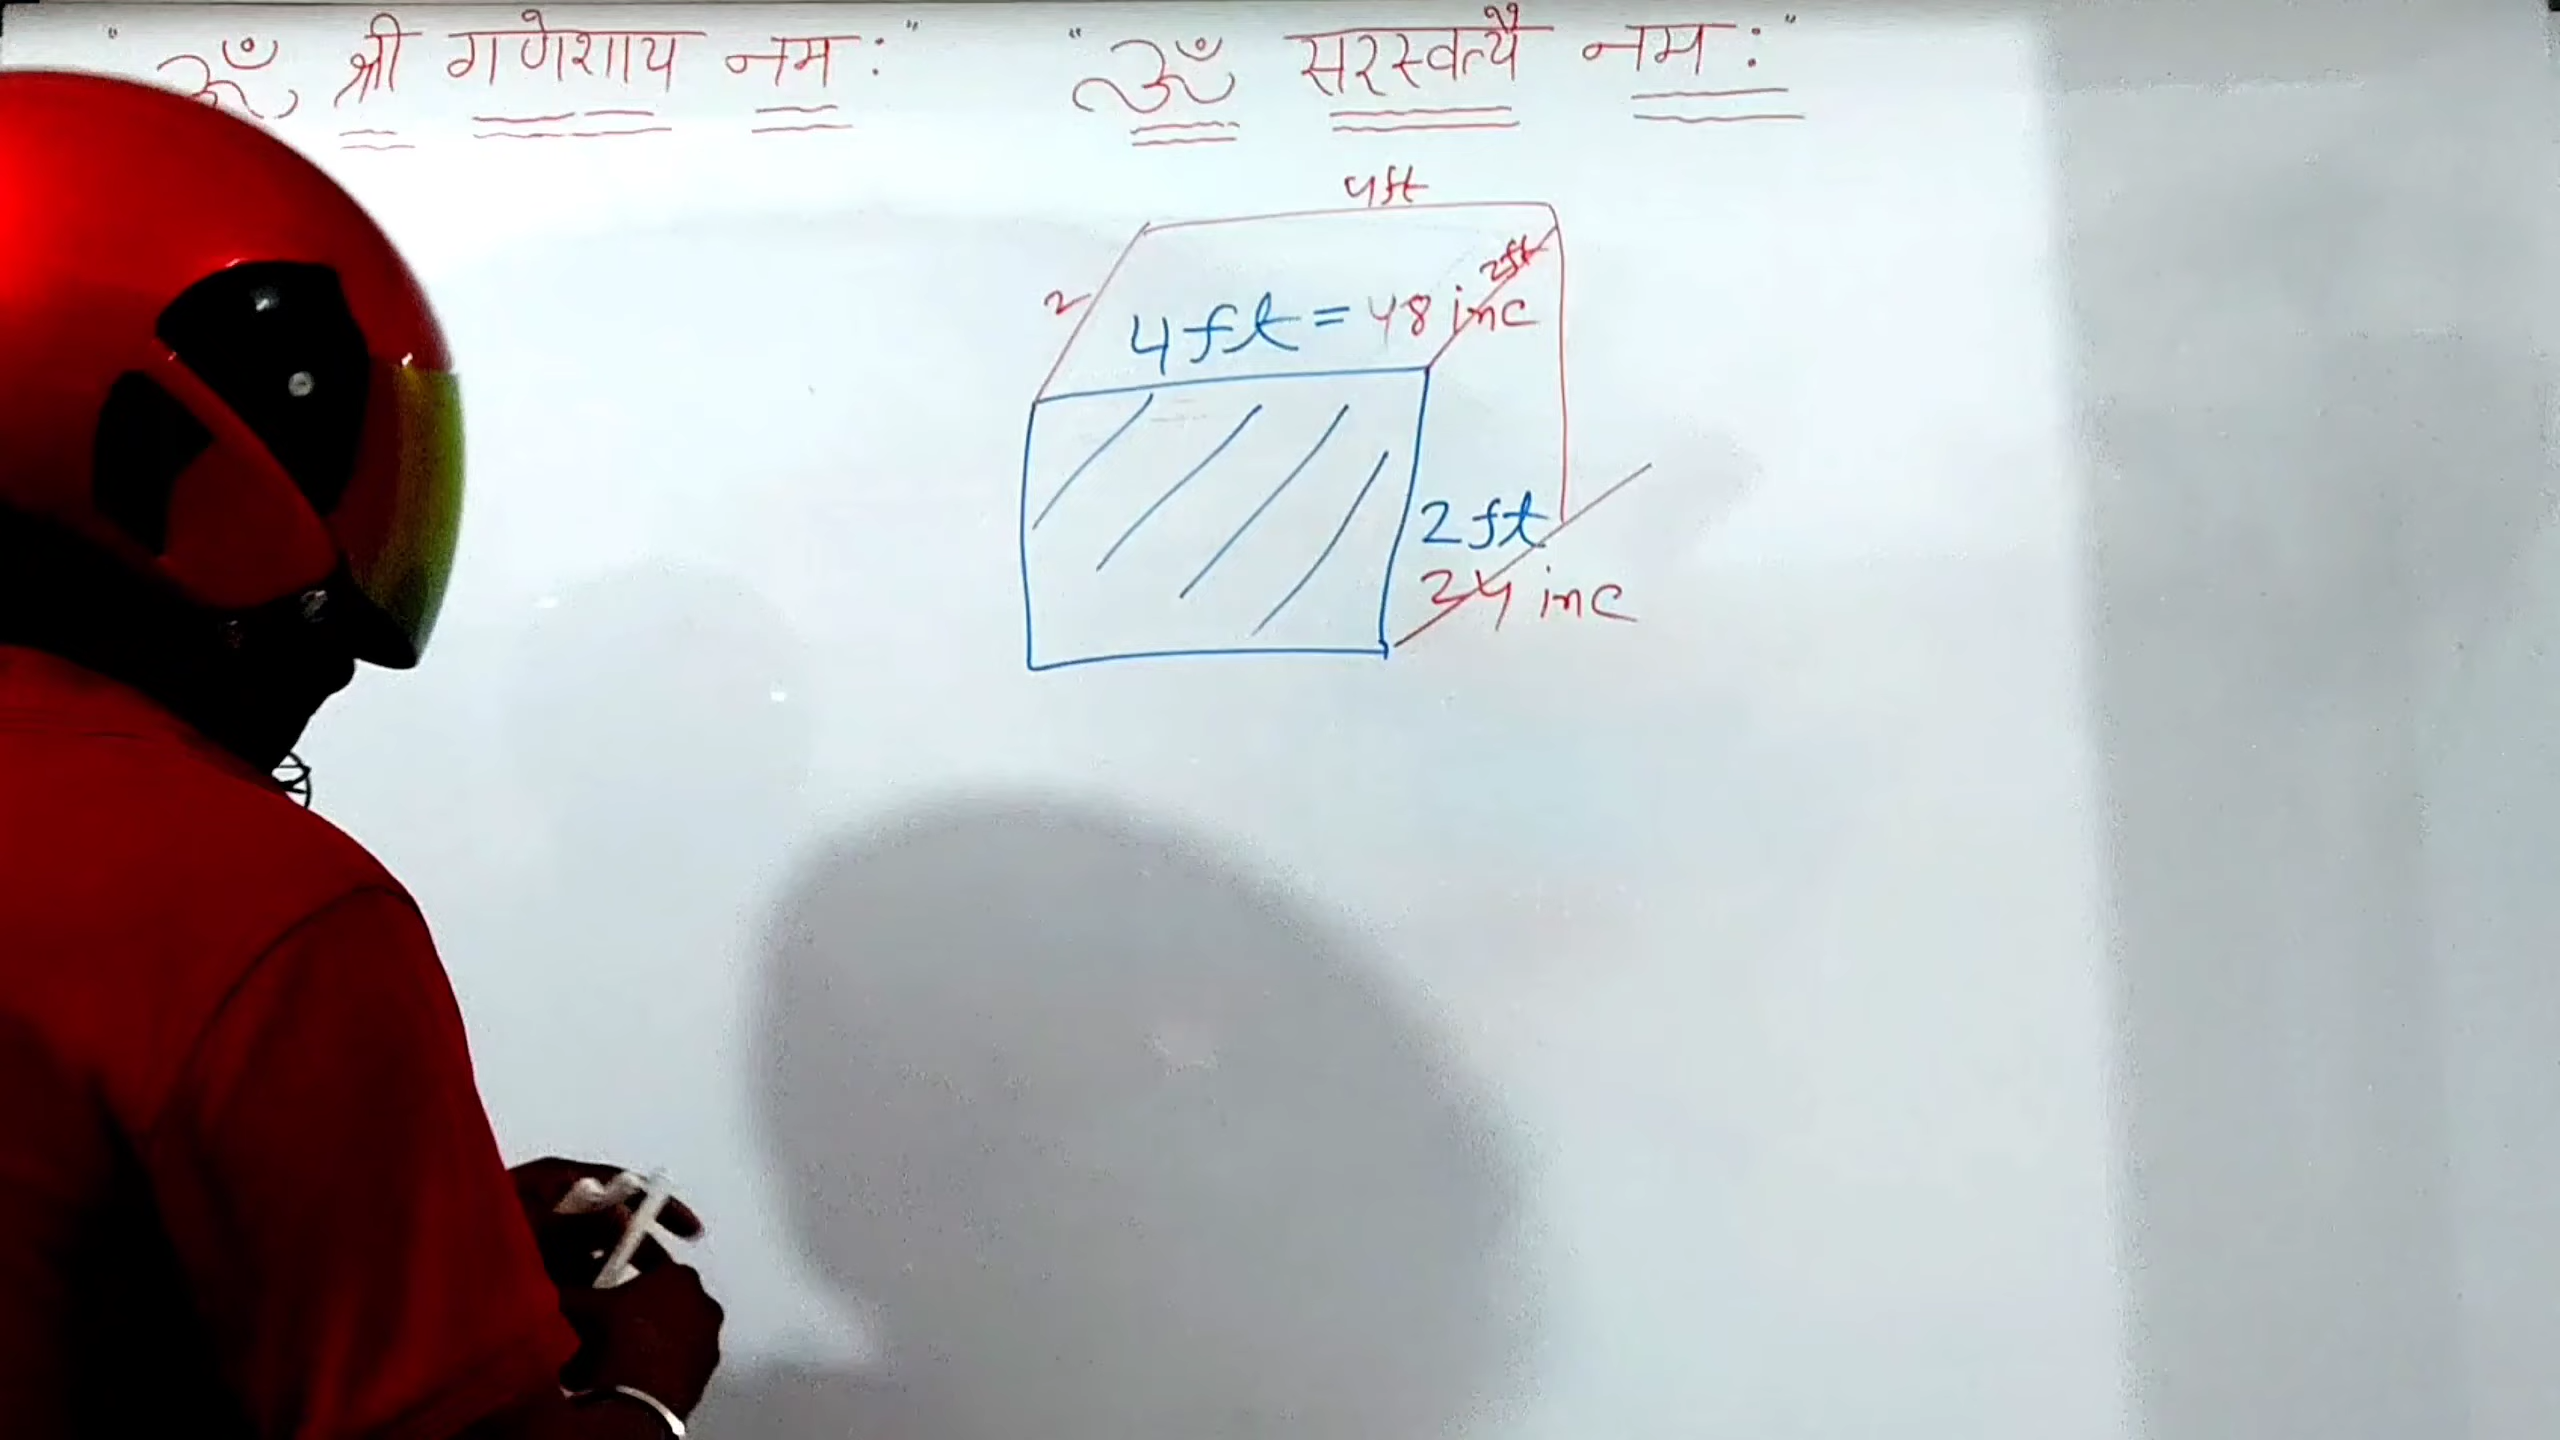 " ॐ श्री गणेशाय नम: " " ॐ सरस्वत्यै नम: "
4ft
2ft
2
4ft = 48 inc
2ft
24 inc